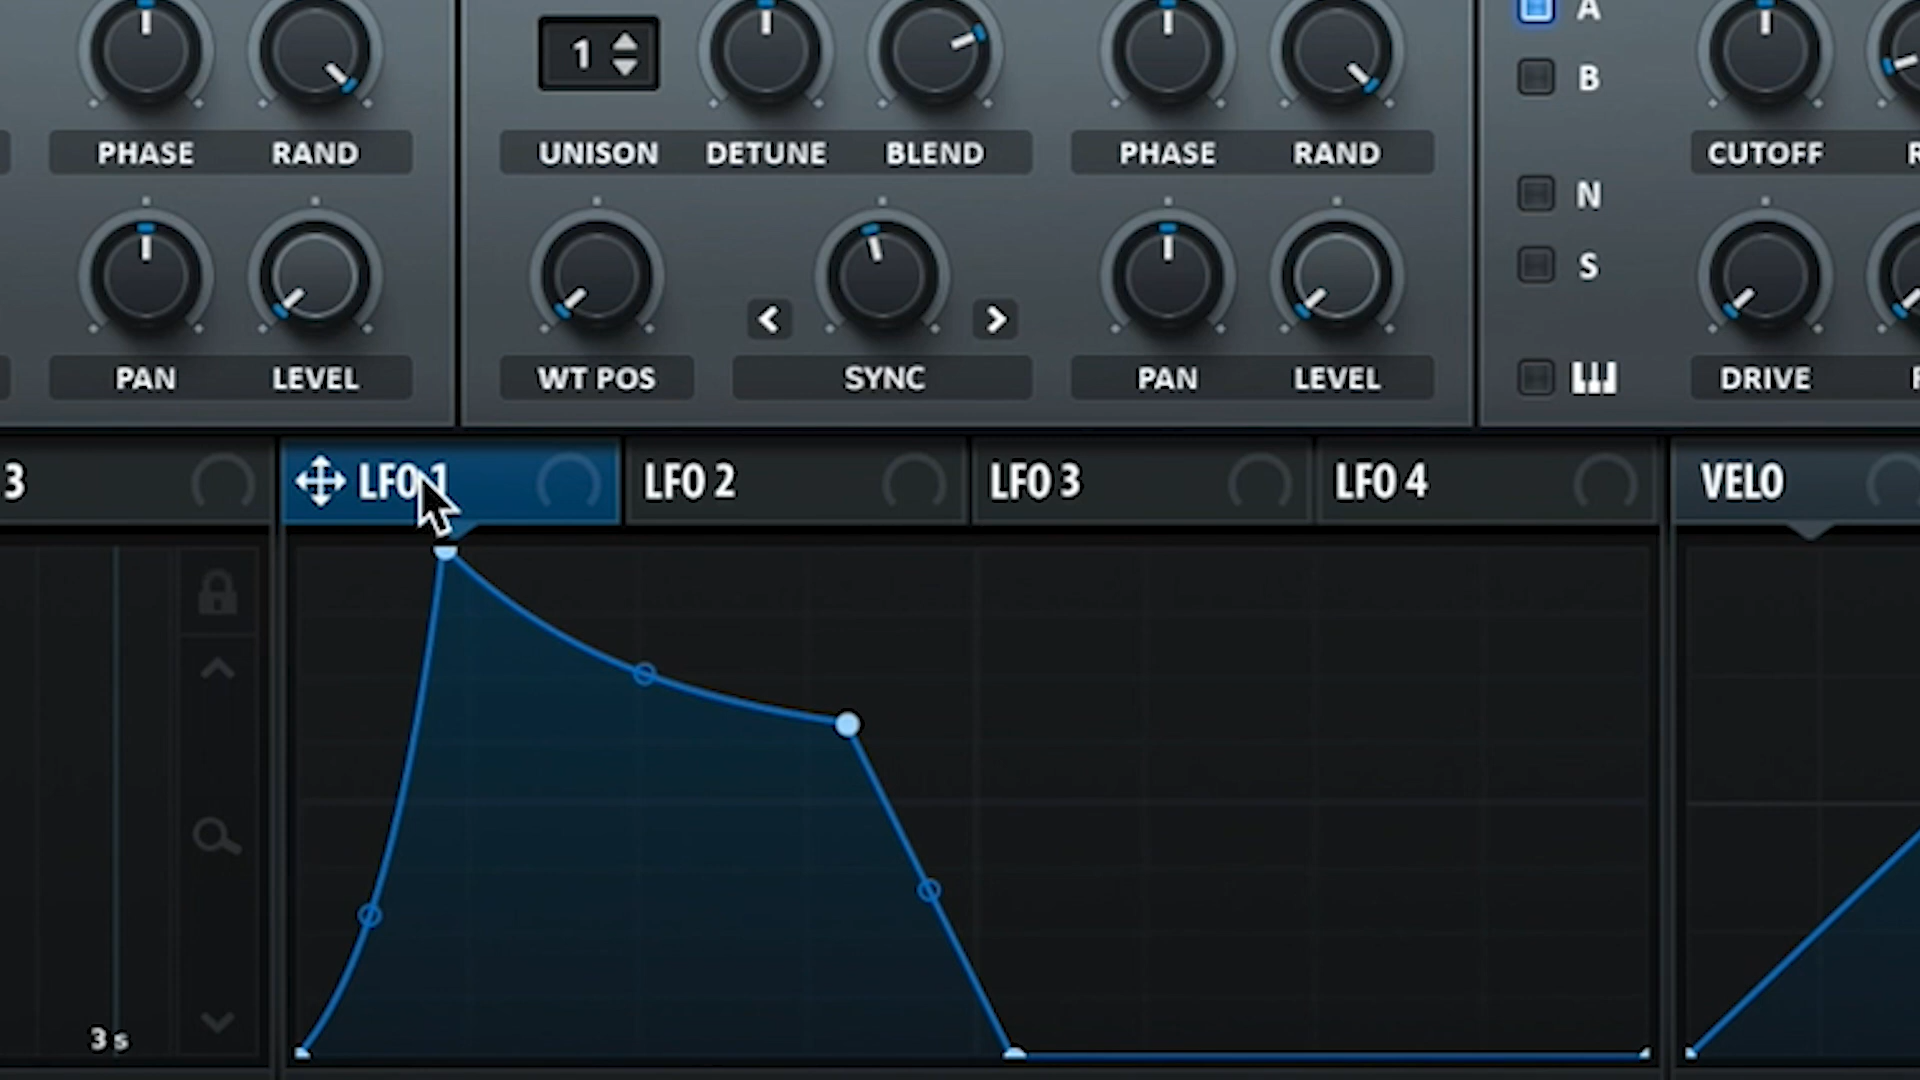 A
1
B
PHASE RAND UNISON DETUNE BLEND PHASE RAND CUTOFF
N
S
PAN LEVEL WT POS SYNC PAN LEVEL DRIVE
3 LFO 1 LFO 2 LFO 3 LFO 4 VELO
3 s